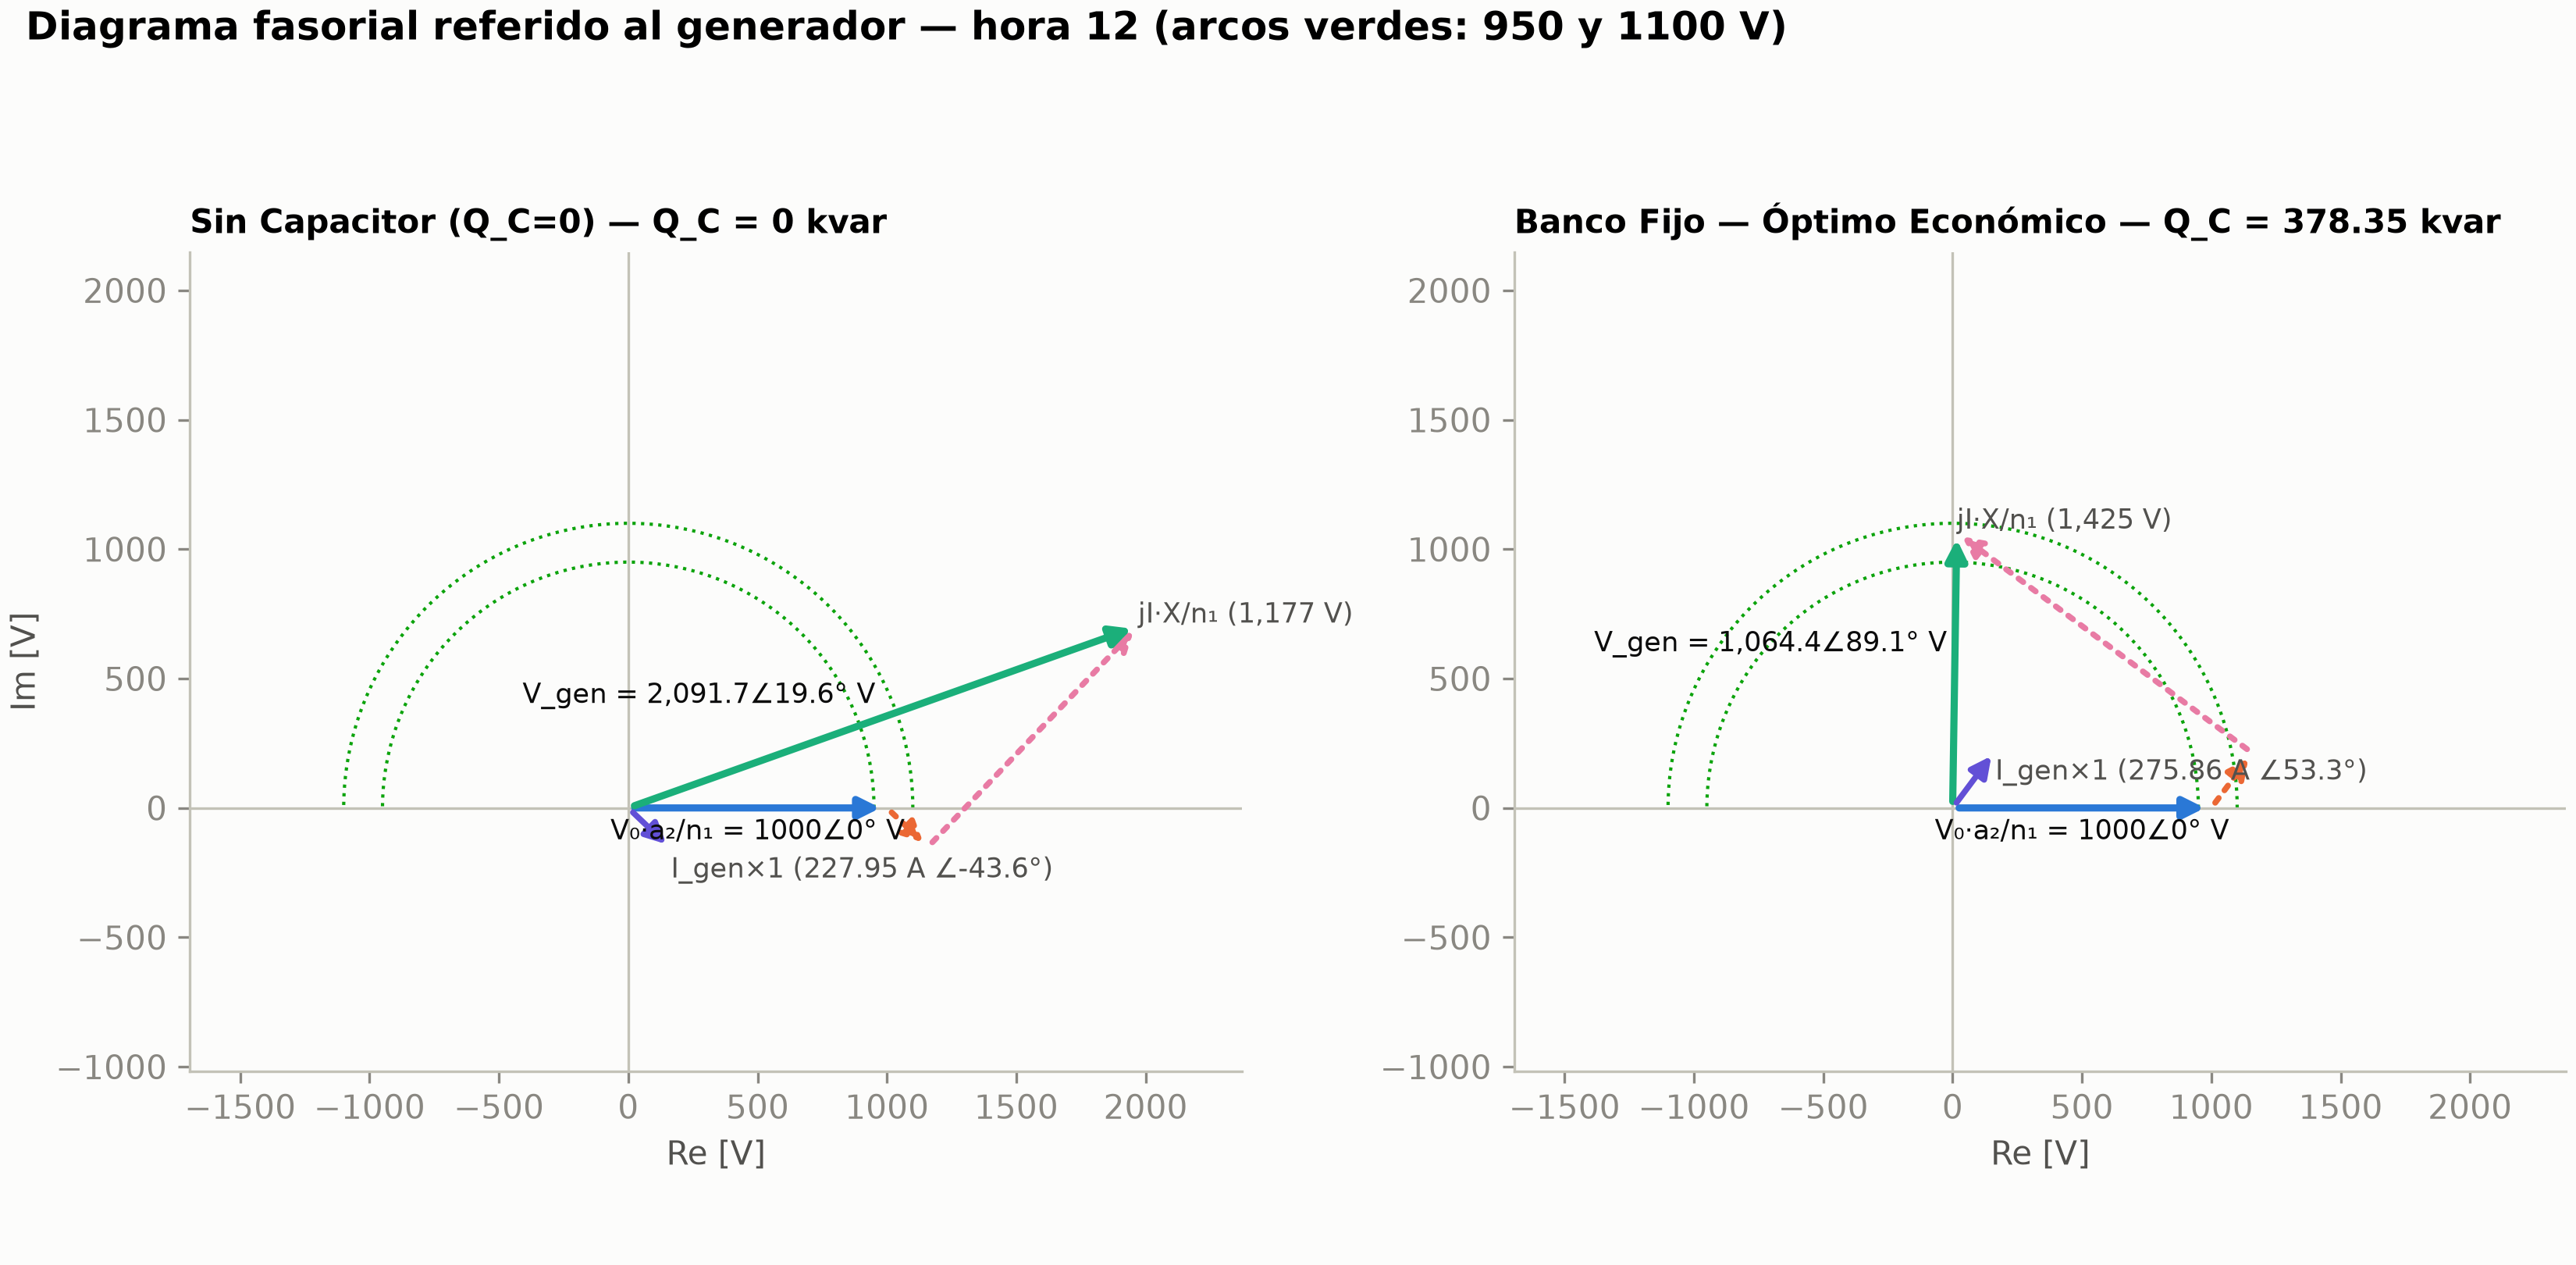 Diagrama fasorial referido al generador — hora 12 (arcos verdes: 950 y 1100 V)
Sin Capacitor (Q_C=0) — Q_C = 0 kvar
2000
1500
1000
500
0
−500
−1000
Im [V]
jI·X/n₁ (1,177 V)
V_gen = 2,091.7∠19.6° V
V₀·a₂/n₁ = 1000∠0° V
I_gen×1 (227.95 A ∠-43.6°)
−1500 −1000 −500 0 500 1000 1500 2000
Re [V]
Banco Fijo — Óptimo Económico — Q_C = 378.35 kvar
2000
1500
1000
500
0
−500
−1000
jI·X/n₁ (1,425 V)
V_gen = 1,064.4∠89.1° V
I_gen×1 (275.86 A ∠53.3°)
V₀·a₂/n₁ = 1000∠0° V
−1500 −1000 −500 0 500 1000 1500 2000
Re [V]